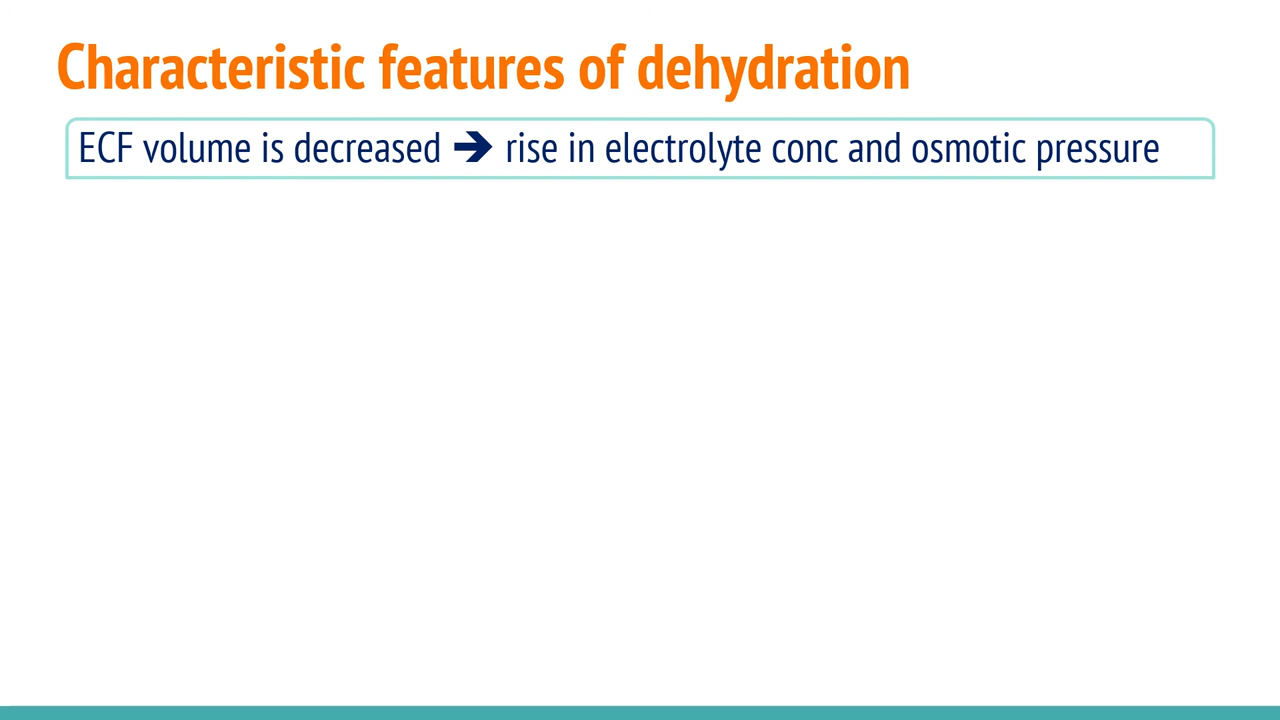 Characteristic features of dehydration
ECF volume is decreased ➔ rise in electrolyte conc and osmotic pressure